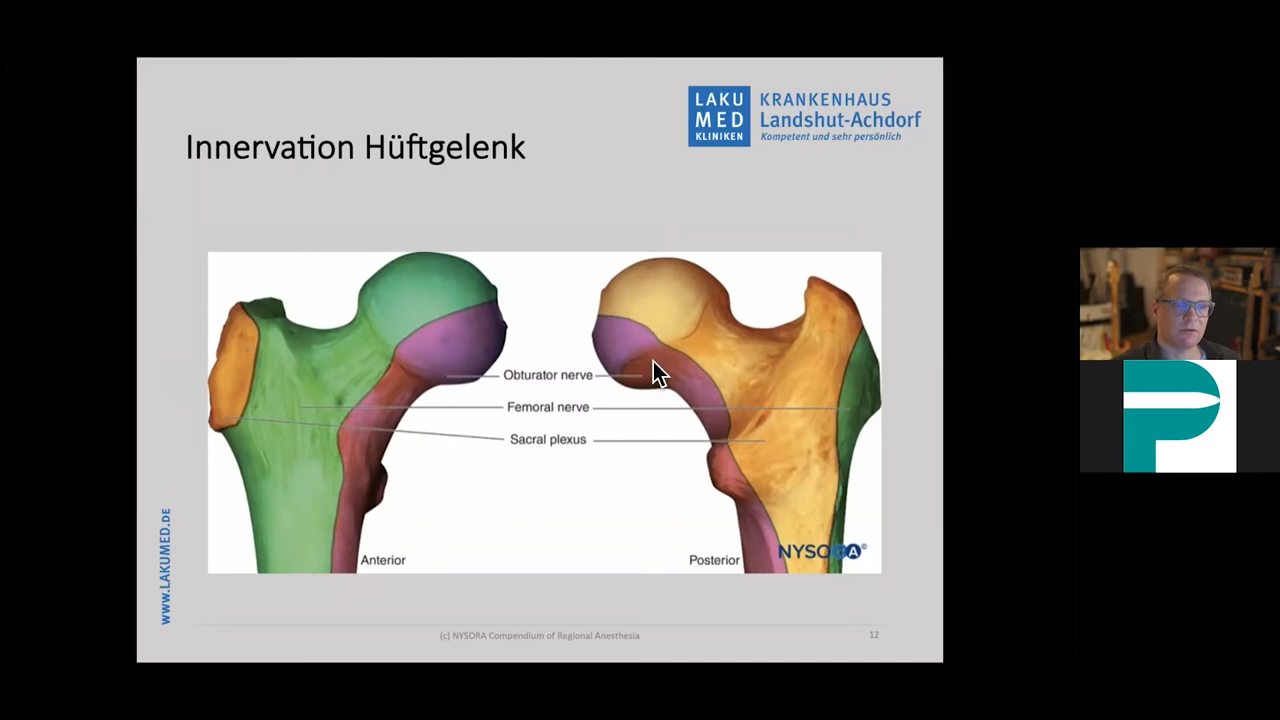 LAKU
MED
KLINIKEN
KRANKENHAUS
Landshut-Achdorf
Kompetent und sehr persönlich
Innervation Hüftgelenk
Obturator nerve
Femoral nerve
Sacral plexus
Anterior
Posterior
NYSORA
www.LAKUMED.DE
(c) NYSORA Compendium of Regional Anesthesia
12
P